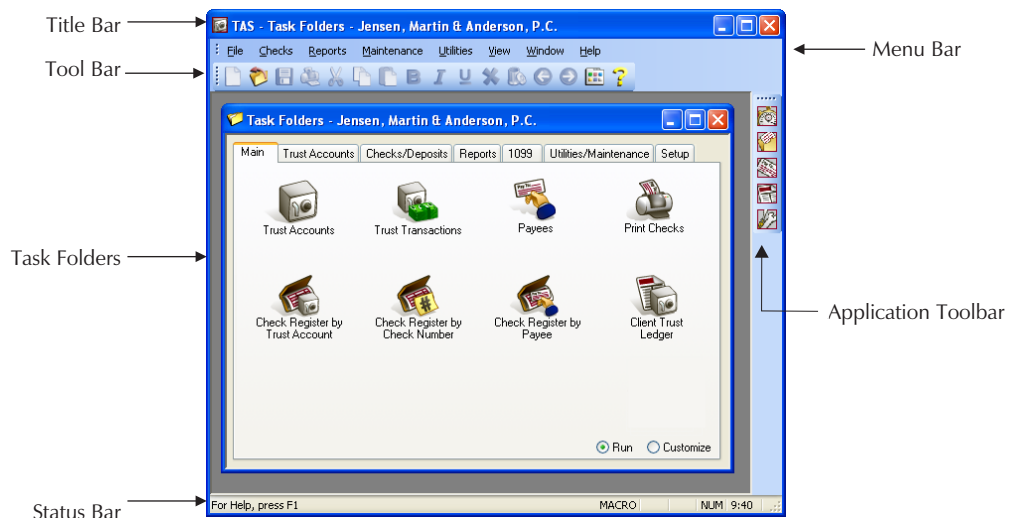 Title Bar
TAS - Task Folders - Jensen, Martin & Anderson, P.C.
File Checks Reports Maintenance Utilities View Window Help
Menu Bar
Tool Bar
B I U
Task Folders - Jensen, Martin & Anderson, P.C.
Main Trust Accounts Checks/Deposits Reports 1099 Utilities/Maintenance Setup
Pay To:
Trust Accounts Trust Transactions Payees Print Checks
Task Folders
#
Check Register by Trust Account
Check Register by Check Number
Check Register by Payee
Client Trust Ledger
Application Toolbar
Run Customize
Status Bar
For Help, press F1 MACRO NUM 9:40